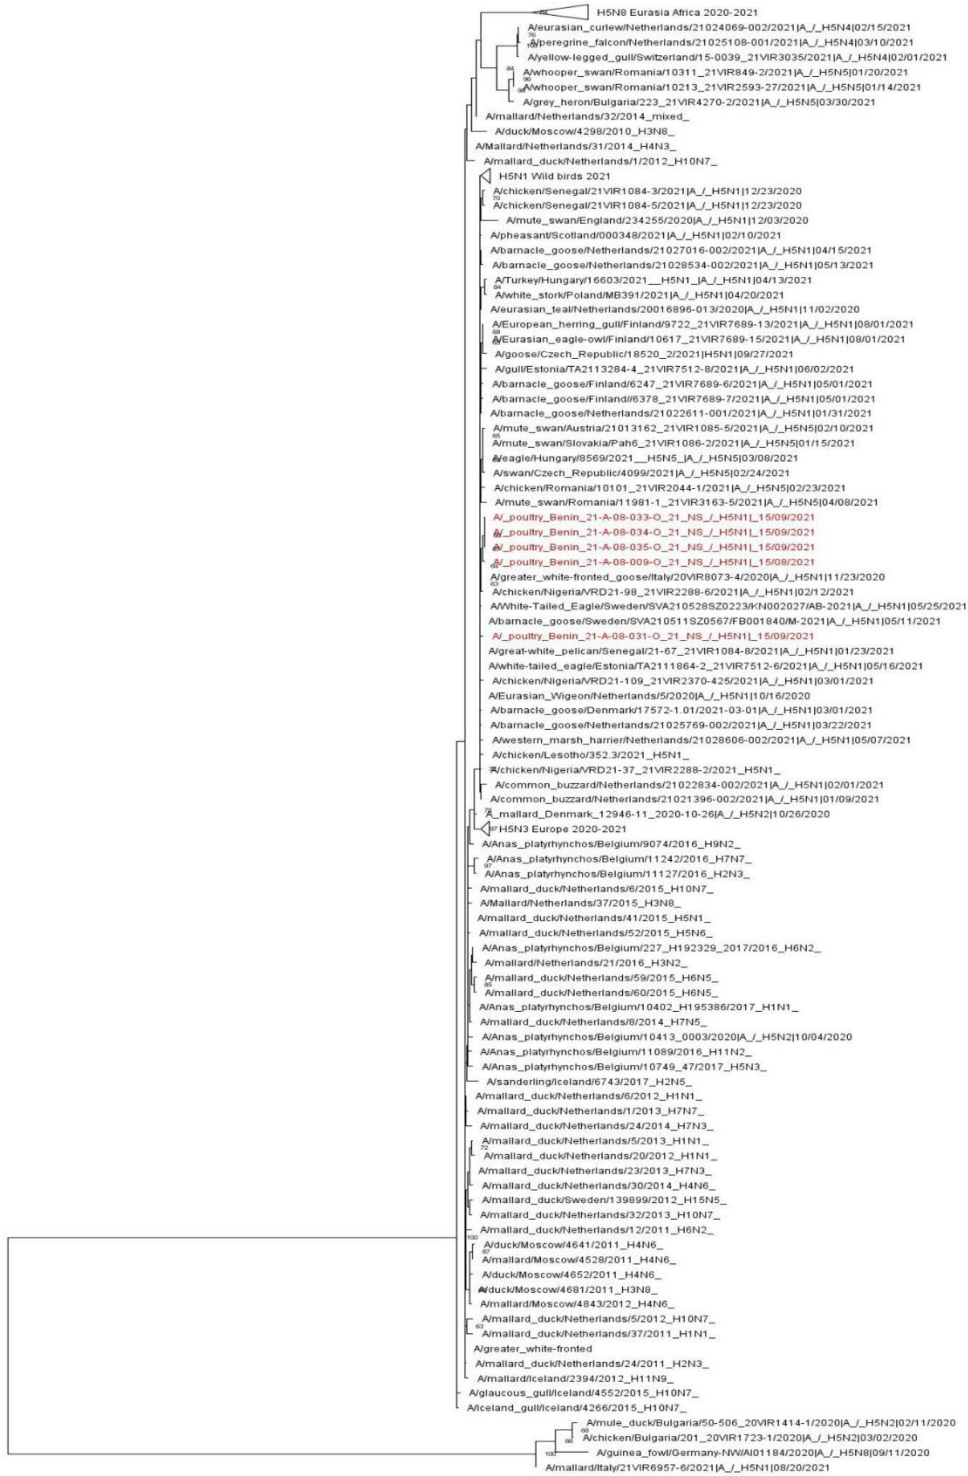 H5N8 Eurasia Africa 2020-2021
A/eurasian_curlew/Netherlands/21024069-002/2021|A_/_H5N4|02/15/2021
A/peregrine_falcon/Netherlands/21025108-001/2021|A_/_H5N4|03/10/2021
A/yellow-legged_gull/Switzerland/15-0039_21VIR3035/2021|A_/_H5N4|02/01/2021
A/whooper_swan/Romania/10311_21VIR849-2/2021|A_/_H5N5|01/20/2021
A/whooper_swan/Romania/10213_21VIR2593-27/2021|A_/_H5N5|01/14/2021
A/grey_heron/Bulgaria/223_21VIR4270-2/2021|A_/_H5N5|03/30/2021
A/mallard/Netherlands/32/2014_mixed_
A/duck/Moscow/4298/2010_H3N8_
A/Mallard/Netherlands/31/2014_H4N3_
A/mallard_duck/Netherlands/1/2012_H10N7_
H5N1 Wild birds 2021
A/chicken/Senegal/21VIR1084-3/2021|A_/_H5N1|12/23/2020
70
A/chicken/Senegal/21VIR1084-5/2021|A_/_H5N1|12/23/2020
A/mute_swan/England/234255/2020|A_/_H5N1|12/03/2020
A/pheasant/Scotland/000348/2021|A_/_H5N1|02/10/2021
A/barnacle_goose/Netherlands/21027016-002/2021|A_/_H5N1|04/15/2021
A/barnacle_goose/Netherlands/21028534-002/2021|A_/_H5N1|05/13/2021
A/Turkey/Hungary/16603/2021__H5N1_|A_/_H5N1|04/13/2021
84
A/white_stork/Poland/MB391/2021|A_/_H5N1|04/20/2021
A/eurasian_teal/Netherlands/20016896-013/2020|A_/_H5N1|11/02/2020
A/European_herring_gull/Finland/9722_21VIR7689-13/2021|A_/_H5N1|08/01/2021
A/Eurasian_eagle-owl/Finland/10617_21VIR7689-15/2021|A_/_H5N1|08/01/2021
A/goose/Czech_Republic/18520_2/2021|H5N1|09/27/2021
A/gull/Estonia/TA2113284-4_21VIR7512-8/2021|A_/_H5N1|06/02/2021
A/barnacle_goose/Finland/6247_21VIR7689-6/2021|A_/_H5N1|05/01/2021
A/barnacle_goose/Finland//6378_21VIR7689-7/2021|A_/_H5N1|05/01/2021
A/barnacle_goose/Netherlands/21022611-001/2021|A_/_H5N1|01/31/2021
A/mute_swan/Austria/21013162_21VIR1085-5/2021|A_/_H5N5|02/10/2021
A/mute_swan/Slovakia/Pah6_21VIR1086-2/2021|A_/_H5N5|01/15/2021
A/eagle/Hungary/8569/2021__H5N5_|A_/_H5N5|03/08/2021
A/swan/Czech_Republic/4099/2021|A_/_H5N5|02/24/2021
A/chicken/Romania/10101_21VIR2044-1/2021|A_/_H5N5|02/23/2021
A/mute_swan/Romania/11981-1_21VIR3163-5/2021|A_/_H5N5|04/08/2021
A/_poultry_Benin_21-A-08-033-O_21_NS_/_H5N1|_15/09/2021
A/_poultry_Benin_21-A-08-034-O_21_NS_/_H5N1|_15/09/2021
A/_poultry_Benin_21-A-08-035-O_21_NS_/_H5N1|_15/09/2021
A/_poultry_Benin_21-A-08-009-O_21_NS_/_H5N1|_15/08/2021
A/greater_white-fronted_goose/Italy/20VIR8073-4/2020|A_/_H5N1|11/23/2020
63
A/chicken/Nigeria/VRD21-98_21VIR2288-6/2021|A_/_H5N1|02/12/2021
A/White-Tailed_Eagle/Sweden/SVA210528SZ0223/KN002027/AB-2021|A_/_H5N1|05/25/2021
A/barnacle_goose/Sweden/SVA210511SZ0567/FB001840/M-2021|A_/_H5N1|05/11/2021
A/_poultry_Benin_21-A-08-031-O_21_NS_/_H5N1|_15/09/2021
A/great-white_pelican/Senegal/21-67_21VIR1084-8/2021|A_/_H5N1|01/23/2021
A/white-tailed_eagle/Estonia/TA2111864-2_21VIR7512-6/2021|A_/_H5N1|05/16/2021
A/chicken/Nigeria/VRD21-109_21VIR2370-425/2021|A_/_H5N1|03/01/2021
A/Eurasian_Wigeon/Netherlands/5/2020|A_/_H5N1|10/16/2020
A/barnacle_goose/Denmark/17572-1.01/2021-03-01|A_/_H5N1|03/01/2021
A/barnacle_goose/Netherlands/21025769-002/2021|A_/_H5N1|03/22/2021
A/western_marsh_harrier/Netherlands/21028606-002/2021|A_/_H5N1|05/07/2021
A/chicken/Lesotho/352.3/2021_H5N1_
A/chicken/Nigeria/VRD21-37_21VIR2288-2/2021_H5N1_
A/common_buzzard/Netherlands/21022834-002/2021|A_/_H5N1|02/01/2021
A/common_buzzard/Netherlands/21021396-002/2021|A_/_H5N1|01/09/2021
A_mallard_Denmark_12946-11_2020-10-26|A_/_H5N2|10/26/2020
H5N3 Europe 2020-2021
A/Anas_platyrhynchos/Belgium/9074/2016_H9N2_
A/Anas_platyrhynchos/Belgium/11242/2016_H7N7_
97
A/Anas_platyrhynchos/Belgium/11127/2016_H2N3_
A/mallard_duck/Netherlands/6/2015_H10N7_
A/Mallard/Netherlands/37/2015_H3N8_
A/mallard_duck/Netherlands/41/2015_H5N1_
A/mallard_duck/Netherlands/52/2015_H5N6_
A/Anas_platyrhynchos/Belgium/227_H192329_2017/2016_H6N2_
A/mallard/Netherlands/21/2016_H3N2_
A/mallard_duck/Netherlands/59/2015_H6N5_
85
A/mallard_duck/Netherlands/60/2015_H6N5_
A/Anas_platyrhynchos/Belgium/10402_H195386/2017_H1N1_
A/mallard_duck/Netherlands/8/2014_H7N5_
A/Anas_platyrhynchos/Belgium/10413_0003/2020|A_/_H5N2|10/04/2020
A/Anas_platyrhynchos/Belgium/11089/2016_H11N2_
A/Anas_platyrhynchos/Belgium/10749_47/2017_H5N3_
A/sanderling/Iceland/6743/2017_H2N5_
A/mallard_duck/Netherlands/6/2012_H1N1_
A/mallard_duck/Netherlands/1/2013_H7N7_
A/mallard_duck/Netherlands/24/2014_H7N3_
A/mallard_duck/Netherlands/5/2013_H1N1_
72
A/mallard_duck/Netherlands/20/2012_H1N1_
A/mallard_duck/Netherlands/23/2013_H7N3_
A/mallard_duck/Netherlands/30/2014_H4N6_
A/mallard_duck/Sweden/139899/2012_H15N5_
A/mallard_duck/Netherlands/32/2013_H10N7_
A/mallard_duck/Netherlands/12/2011_H6N2_
100
A/duck/Moscow/4641/2011_H4N6_
87
A/mallard/Moscow/4528/2011_H4N6_
A/duck/Moscow/4652/2011_H4N6_
A/duck/Moscow/4681/2011_H3N8_
A/mallard/Moscow/4843/2012_H4N6_
A/mallard_duck/Netherlands/5/2012_H10N7_
63
A/mallard_duck/Netherlands/37/2011_H1N1_
A/greater_white-fronted
A/mallard_duck/Netherlands/24/2011_H2N3_
A/mallard/Iceland/2394/2012_H11N9_
A/glaucous_gull/Iceland/4552/2015_H10N7_
A/Iceland_gull/Iceland/4266/2015_H10N7_
A/mule_duck/Bulgaria/50-506_20VIR1414-1/2020|A_/_H5N2|02/11/2020
A/chicken/Bulgaria/201_20VIR1723-1/2020|A_/_H5N2|03/02/2020
A/guinea_fowl/Germany-NW/AI01184/2020|A_/_H5N8|09/11/2020
100
A/mallard/Italy/21VIR6957-6/2021|A_/_H5N1|08/20/2021